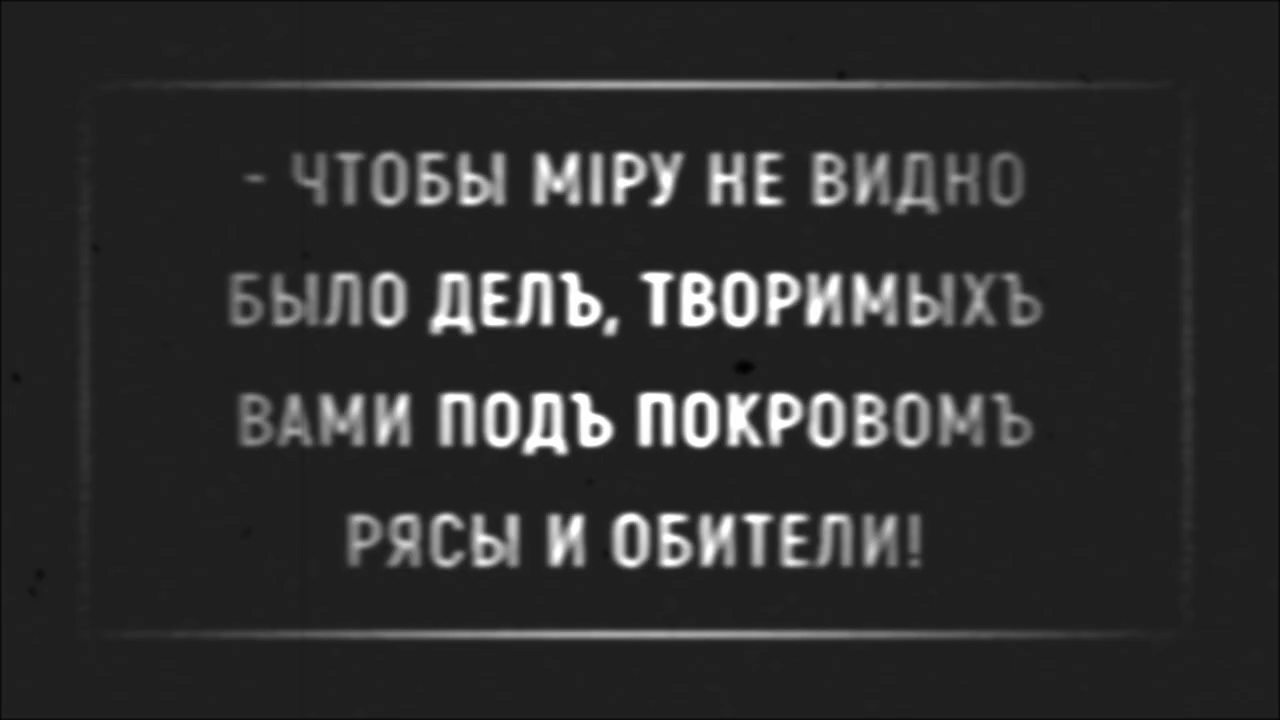 - ЧТОБЫ МІРУ НЕ ВИДНО
БЫЛО ДЕЛЪ, ТВОРИМЫХЪ
ВАМИ ПОДЪ ПОКРОВОМЪ
РЯСЫ И ОБИТЕЛИ!